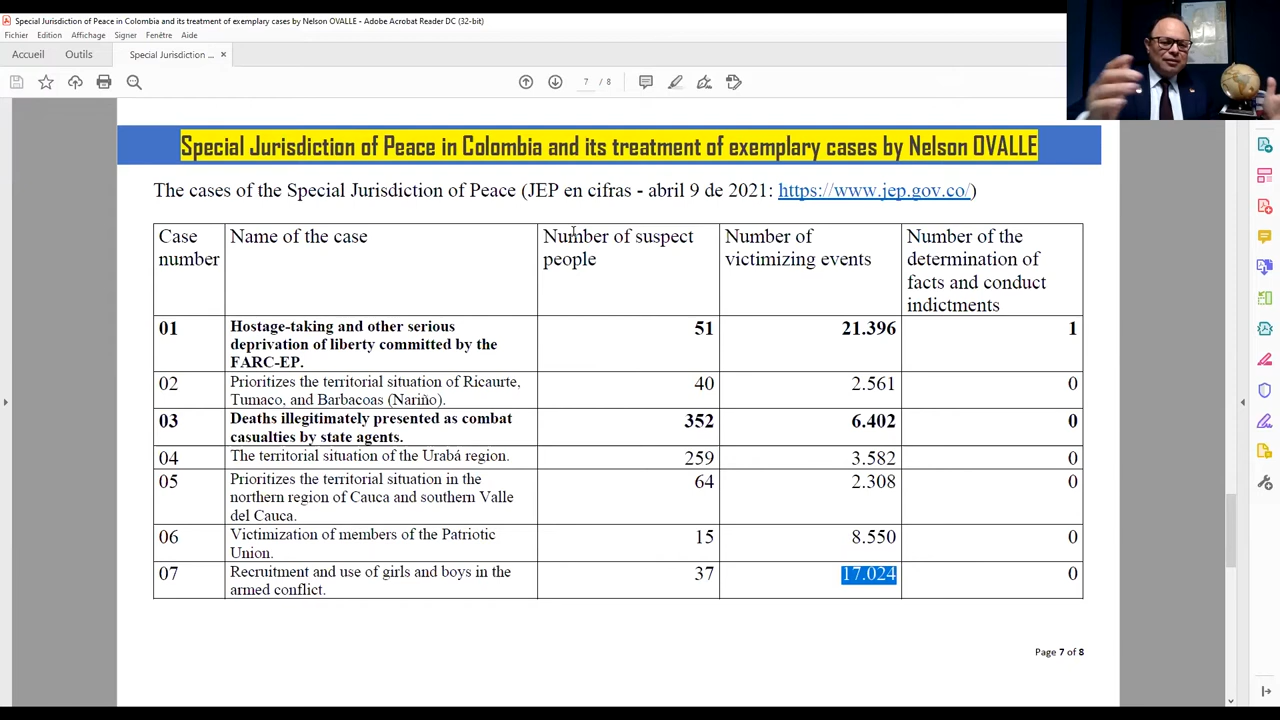 Special Jurisdiction of Peace in Colombia and its treatment of exemplary cases by Nelson OVALLE - Adobe Acrobat Reader DC (32-bit)
Fichier Edition Affichage Signer Fenêtre Aide
Accueil Outils Special Jurisdiction ... ×
7 / 8
Special Jurisdiction of Peace in Colombia and its treatment of exemplary cases by Nelson OVALLE
The cases of the Special Jurisdiction of Peace (JEP en cifras - abril 9 de 2021: https://www.jep.gov.co/)
Case number
Name of the case
Number of suspect people
Number of victimizing events
Number of the determination of facts and conduct indictments
01
Hostage-taking and other serious
deprivation of liberty committed by the
FARC-EP.
51
21.396
1
02
Prioritizes the territorial situation of Ricaurte,
Tumaco, and Barbacoas (Nariño).
40
2.561
0
03
Deaths illegitimately presented as combat
casualties by state agents.
352
6.402
0
04
The territorial situation of the Urabá region.
259
3.582
0
05
Prioritizes the territorial situation in the
northern region of Cauca and southern Valle
del Cauca.
64
2.308
0
06
Victimization of members of the Patriotic
Union.
15
8.550
0
07
Recruitment and use of girls and boys in the
armed conflict.
37
17.024
0
Page 7 of 8